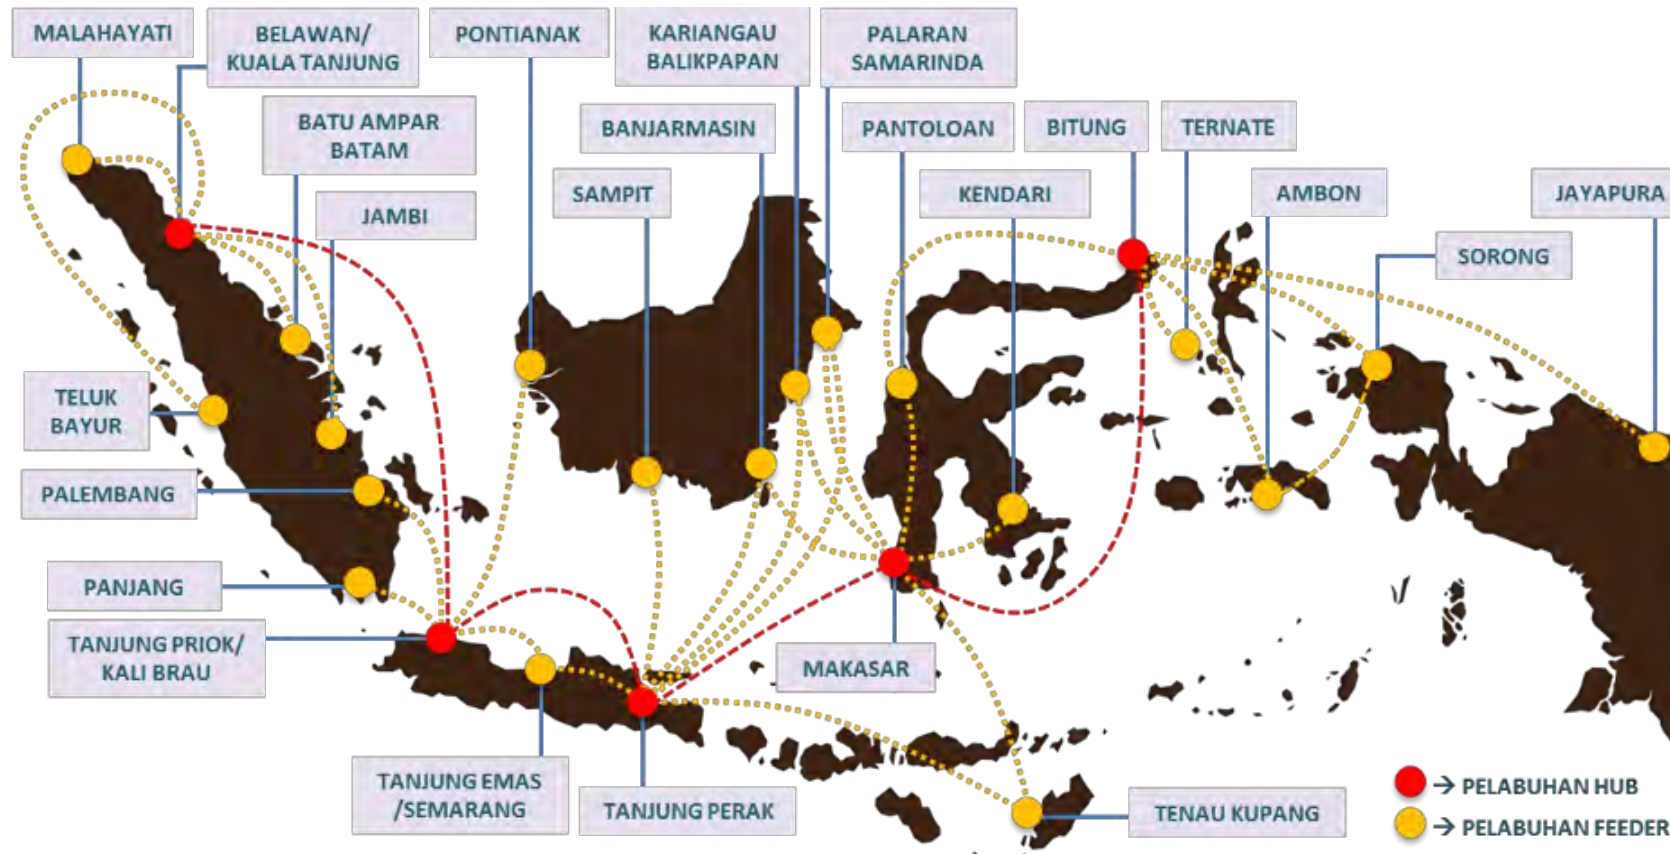 MALAHAYATI
BELAWAN/
KUALA TANJUNG
PONTIANAK
KARIANGAU
BALIKPAPAN
PALARAN
SAMARINDA
BATU AMPAR
BATAM
BANJARMASIN
PANTOLOAN
BITUNG
TERNATE
JAMBI
SAMPIT
KENDARI
AMBON
JAYAPURA
SORONG
TELUK
BAYUR
PALEMBANG
PANJANG
TANJUNG PRIOK/
KALI BRAU
MAKASAR
TANJUNG EMAS
/SEMARANG
TANJUNG PERAK
TENAU KUPANG
→ PELABUHAN HUB
→ PELABUHAN FEEDER